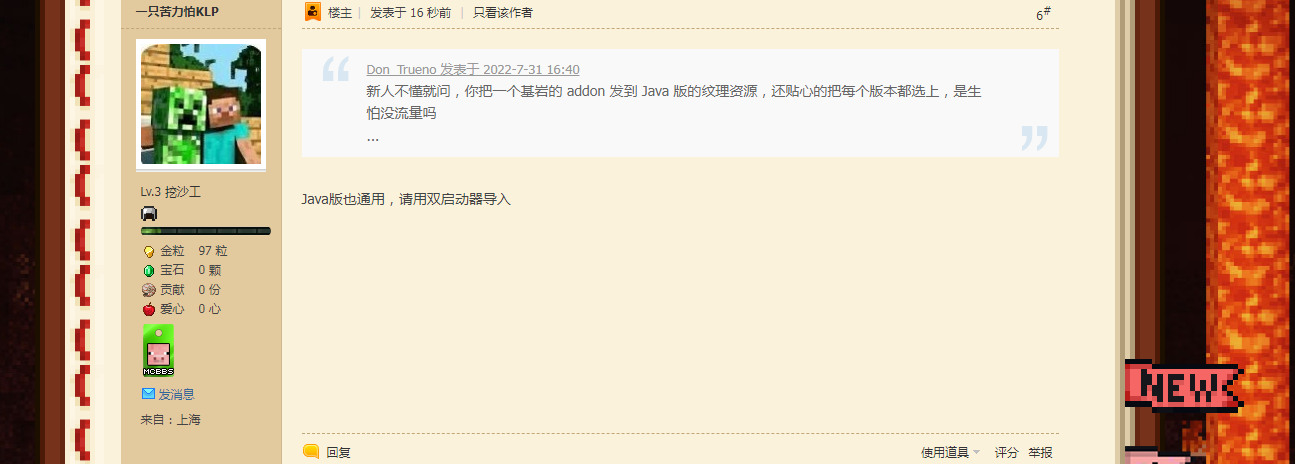 一只苦力怕KLP
楼主 | 发表于 16 秒前 | 只看该作者
6#
Don_Trueno 发表于 2022-7-31 16:40
新人不懂就问，你把一个基岩的 addon 发到 Java 版的纹理资源，还贴心的把每个版本都选上，是生
怕没流量吗
...
Lv.3 挖沙工
Java版也通用，请用双启动器导入
金粒 97 粒
宝石 0 颗
贡献 0 份
爱心 0 心
MCBBS
发消息
来自：上海
NEW
回复
使用道具 评分 举报